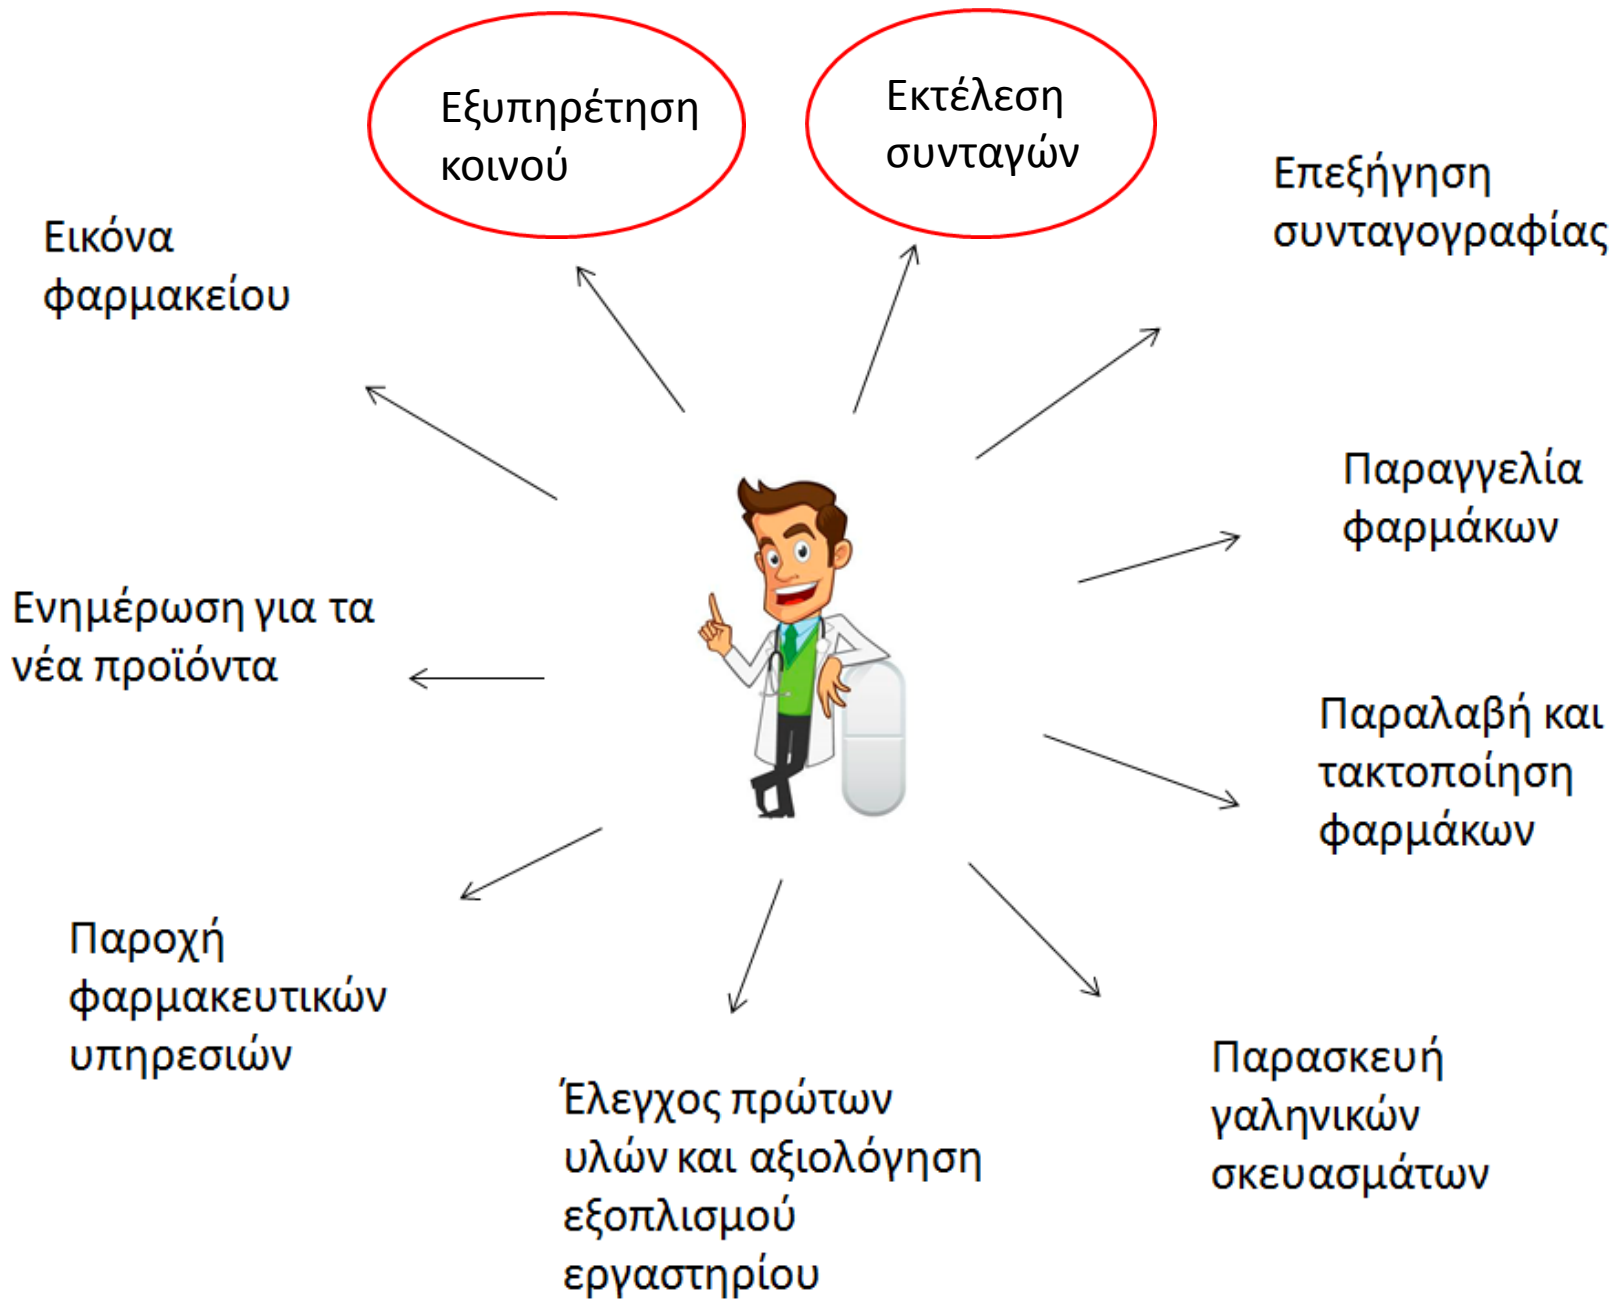 Εξυπηρέτηση
κοινού
Εκτέλεση
συνταγών
Επεξήγηση
συνταγογραφίας
Εικόνα
φαρμακείου
Παραγγελία
φαρμάκων
Ενημέρωση για τα
νέα προϊόντα
Παραλαβή και
τακτοποίηση
φαρμάκων
Παροχή
φαρμακευτικών
υπηρεσιών
Έλεγχος πρώτων
υλών και αξιολόγηση
εξοπλισμού
εργαστηρίου
Παρασκευή
γαληνικών
σκευασμάτων